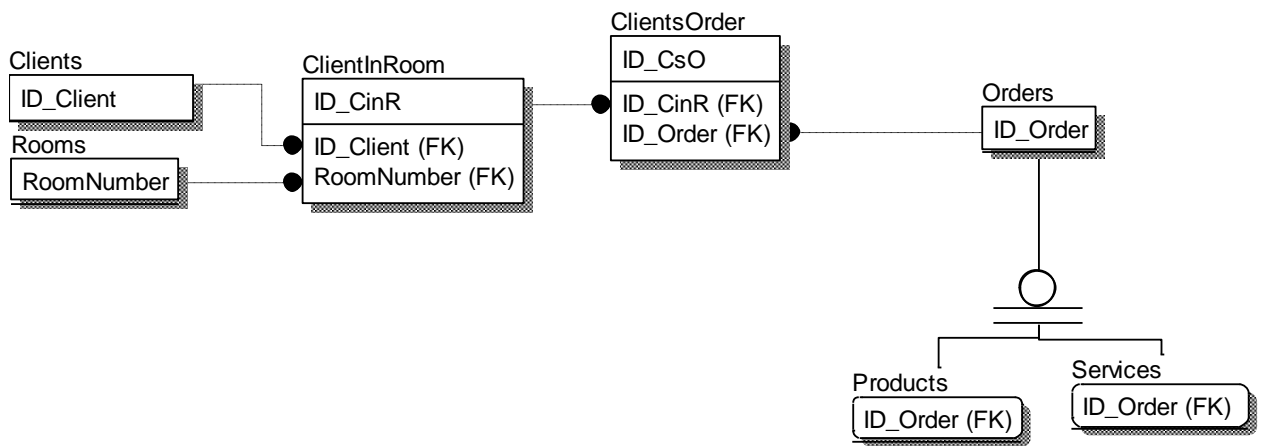 Clients
ID_Client
Rooms
RoomNumber
ClientInRoom
ID_CinR
ID_Client (FK)
RoomNumber (FK)
ClientsOrder
ID_CsO
ID_CinR (FK)
ID_Order (FK)
Orders
ID_Order
Products
ID_Order (FK)
Services
ID_Order (FK)